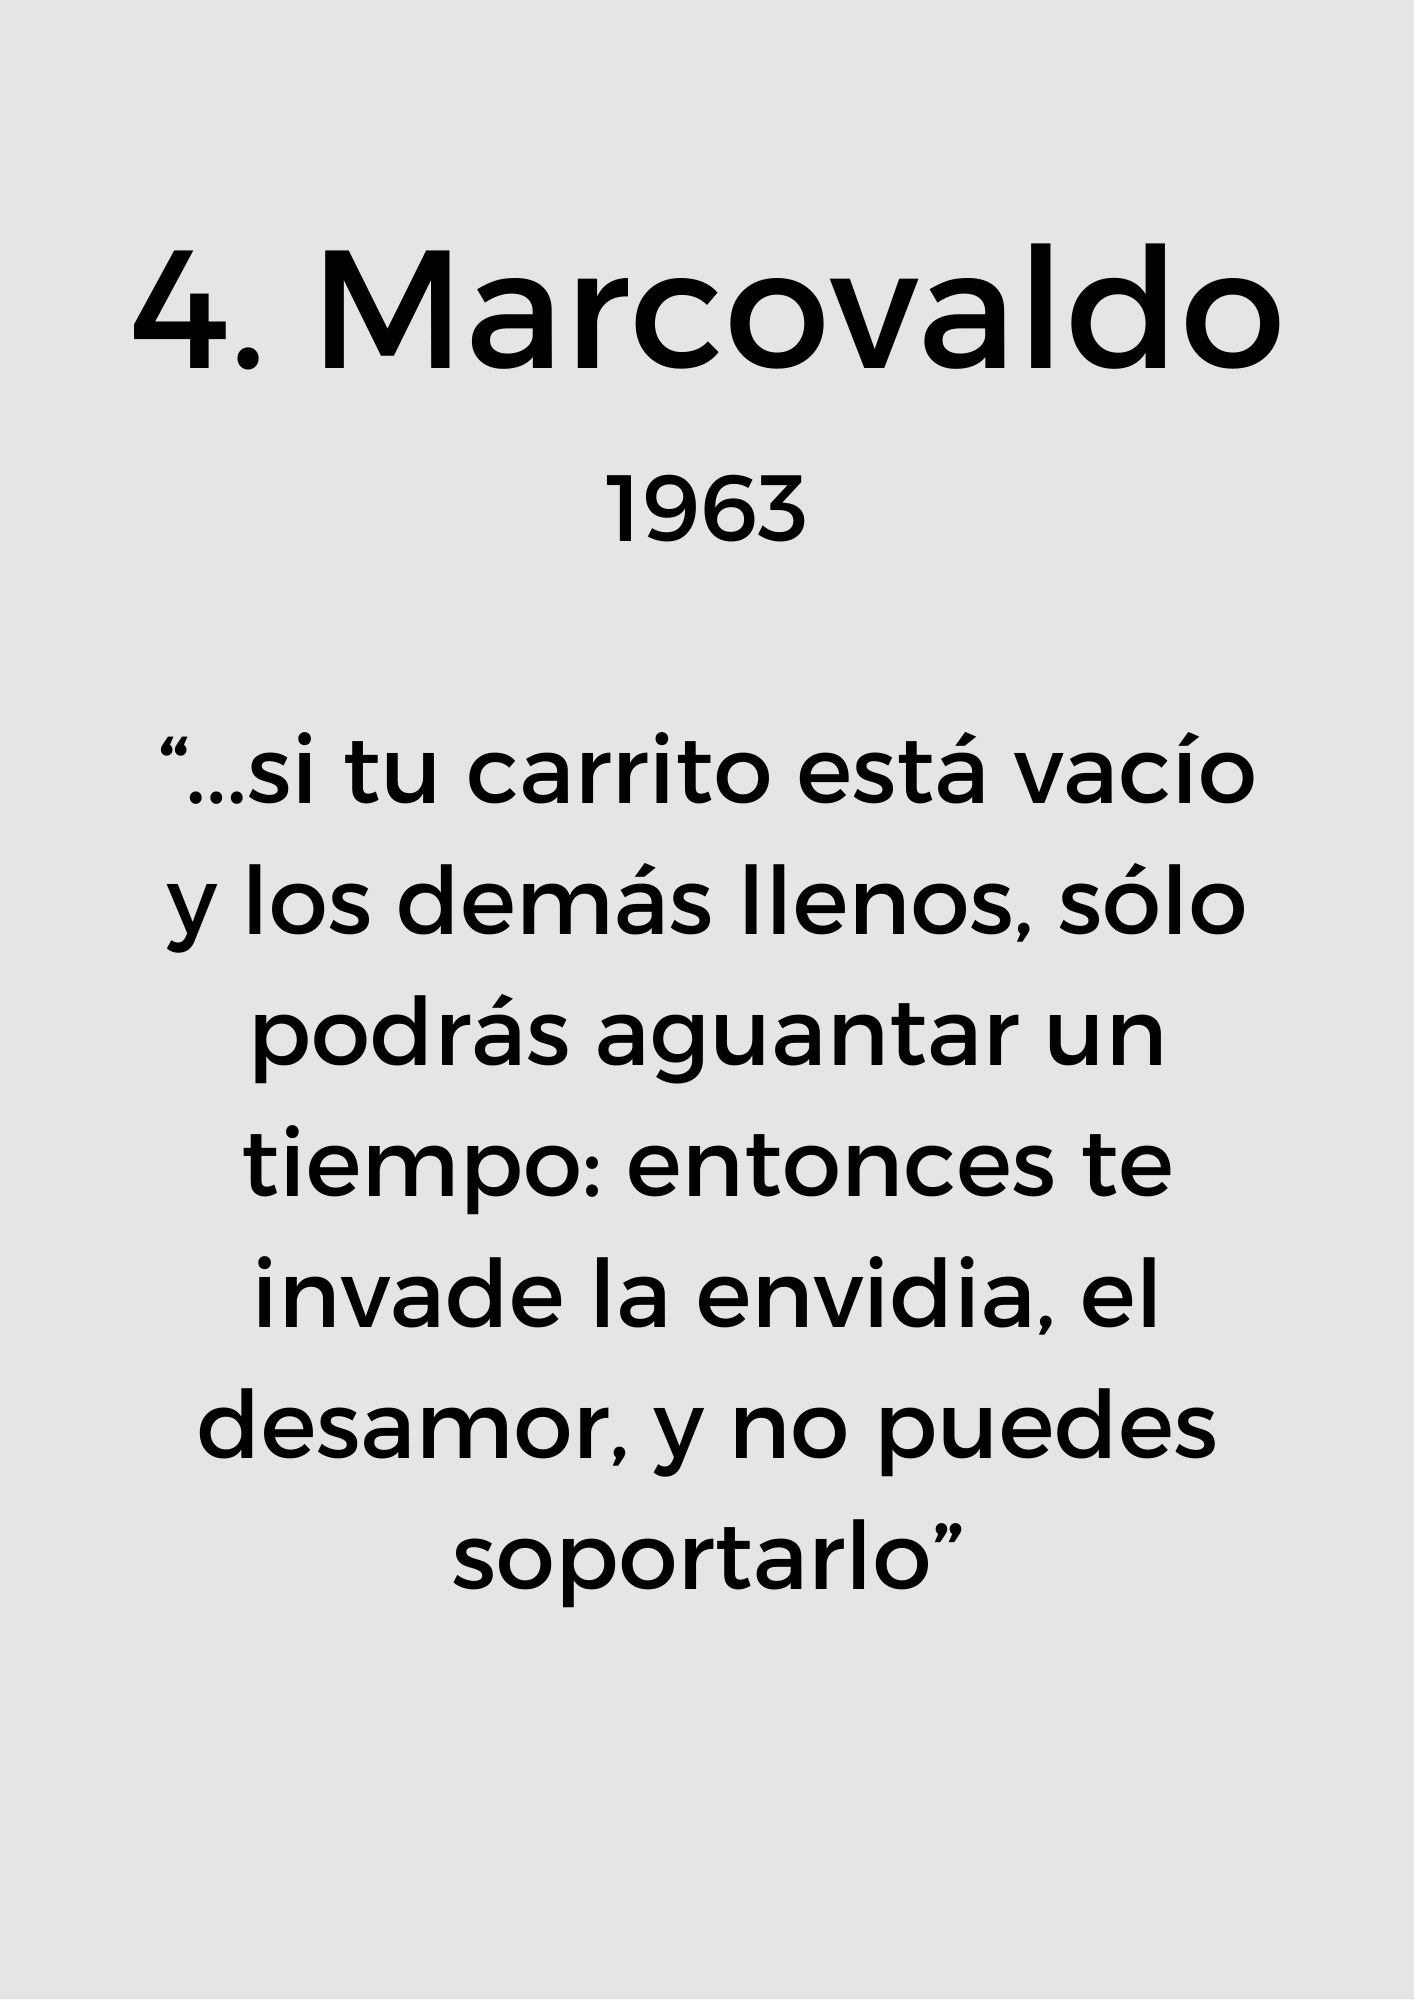 4. Marcovaldo
1963
“...si tu carrito está vacío
y los demás llenos, sólo
podrás aguantar un
tiempo: entonces te
invade la envidia, el
desamor, y no puedes
soportarlo”